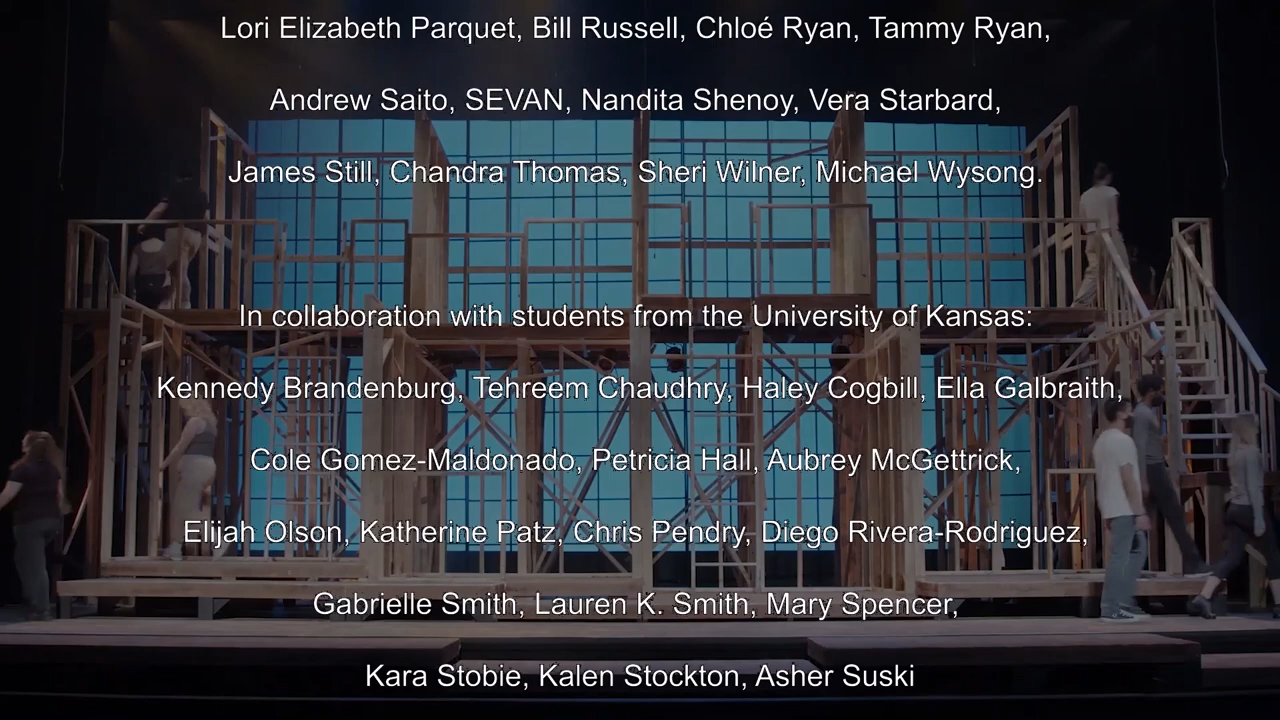 Lori Elizabeth Parquet, Bill Russell, Chloé Ryan, Tammy Ryan,
Andrew Saito, SEVAN, Nandita Shenoy, Vera Starbard,
James Still, Chandra Thomas, Sheri Wilner, Michael Wysong.
In collaboration with students from the University of Kansas:
Kennedy Brandenburg, Tehreem Chaudhry, Haley Cogbill, Ella Galbraith,
Cole Gomez-Maldonado, Petricia Hall, Aubrey McGettrick,
Elijah Olson, Katherine Patz, Chris Pendry, Diego Rivera-Rodriguez,
Gabrielle Smith, Lauren K. Smith, Mary Spencer,
Kara Stobie, Kalen Stockton, Asher Suski